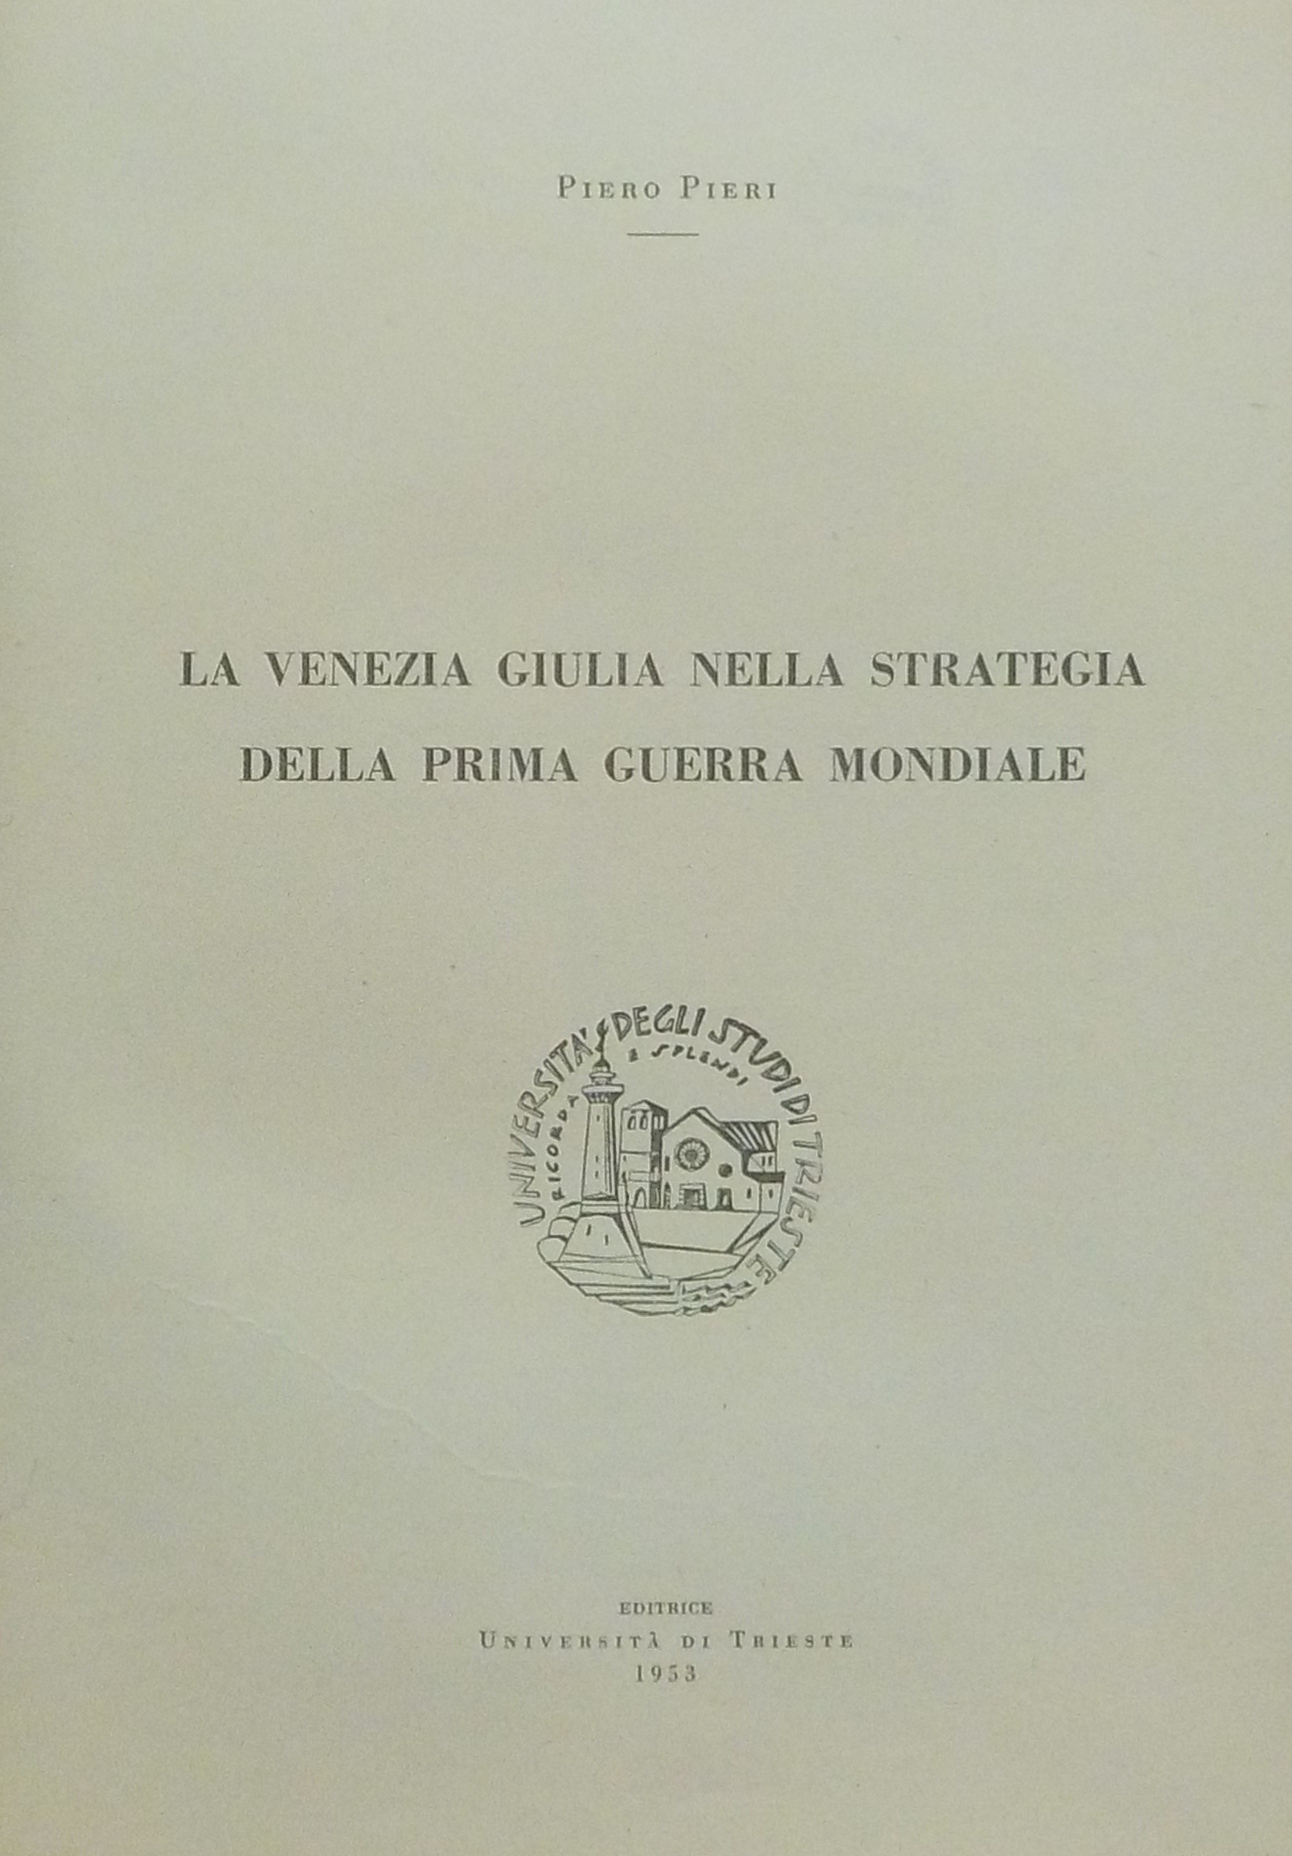 PIERO PIERI
LA VENEZIA GIULIA NELLA STRATEGIA
DELLA PRIMA GUERRA MONDIALE
UNIVERSITA' DEGLI STUDI DI TRIESTE
RICORDA E SPLENDI
EDITRICE
UNIVERSITÀ DI TRIESTE
1953